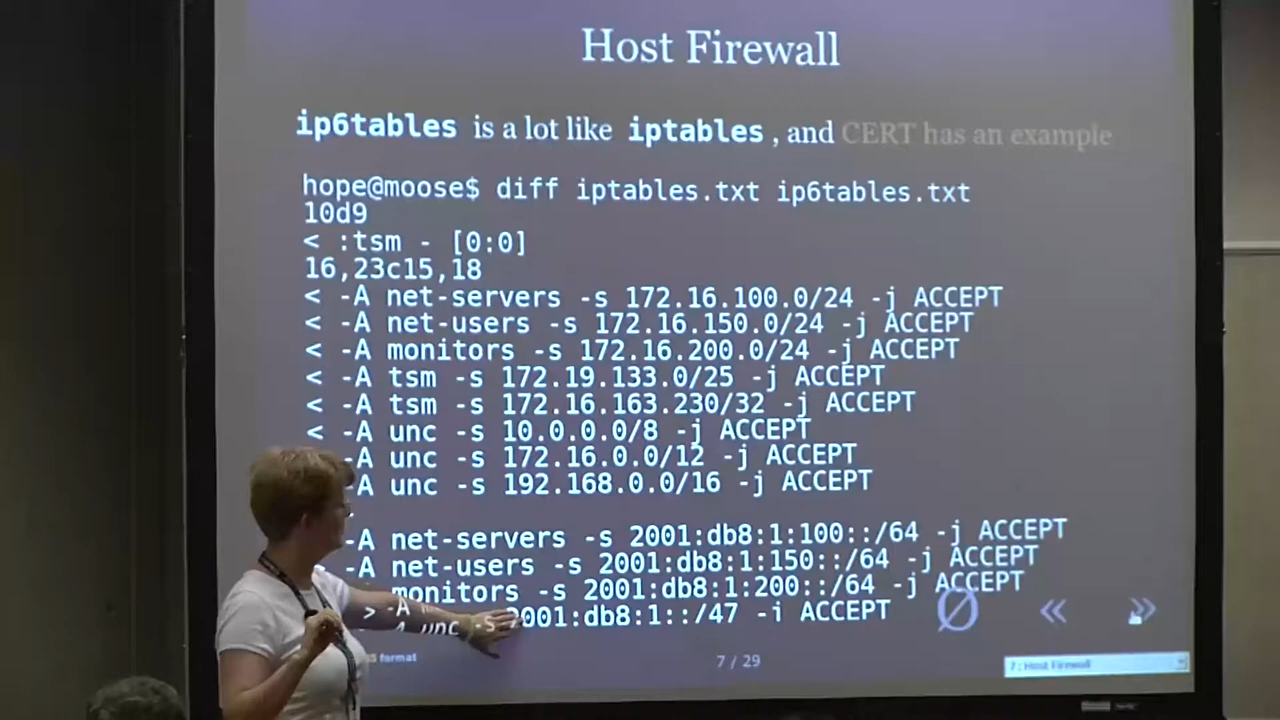 Host Firewall
ip6tables is a lot like iptables , and CERT has an example
hope@moose$ diff iptables.txt ip6tables.txt
10d9
< :tsm - [0:0]
16,23c15,18
< -A net-servers -s 172.16.100.0/24 -j ACCEPT
< -A net-users -s 172.16.150.0/24 -j ACCEPT
< -A monitors -s 172.16.200.0/24 -j ACCEPT
< -A tsm -s 172.19.133.0/25 -j ACCEPT
< -A tsm -s 172.16.163.230/32 -j ACCEPT
< -A unc -s 10.0.0.0/8 -j ACCEPT
-A unc -s 172.16.0.0/12 -j ACCEPT
-A unc -s 192.168.0.0/16 -j ACCEPT
-A net-servers -s 2001:db8:1:100::/64 -j ACCEPT
-A net-users -s 2001:db8:1:150::/64 -j ACCEPT
monitors -s 2001:db8:1:200::/64 -j ACCEPT
> -A unc -s 2001:db8:1::/47 -j ACCEPT
format
7 / 29
7 : Host Firewall